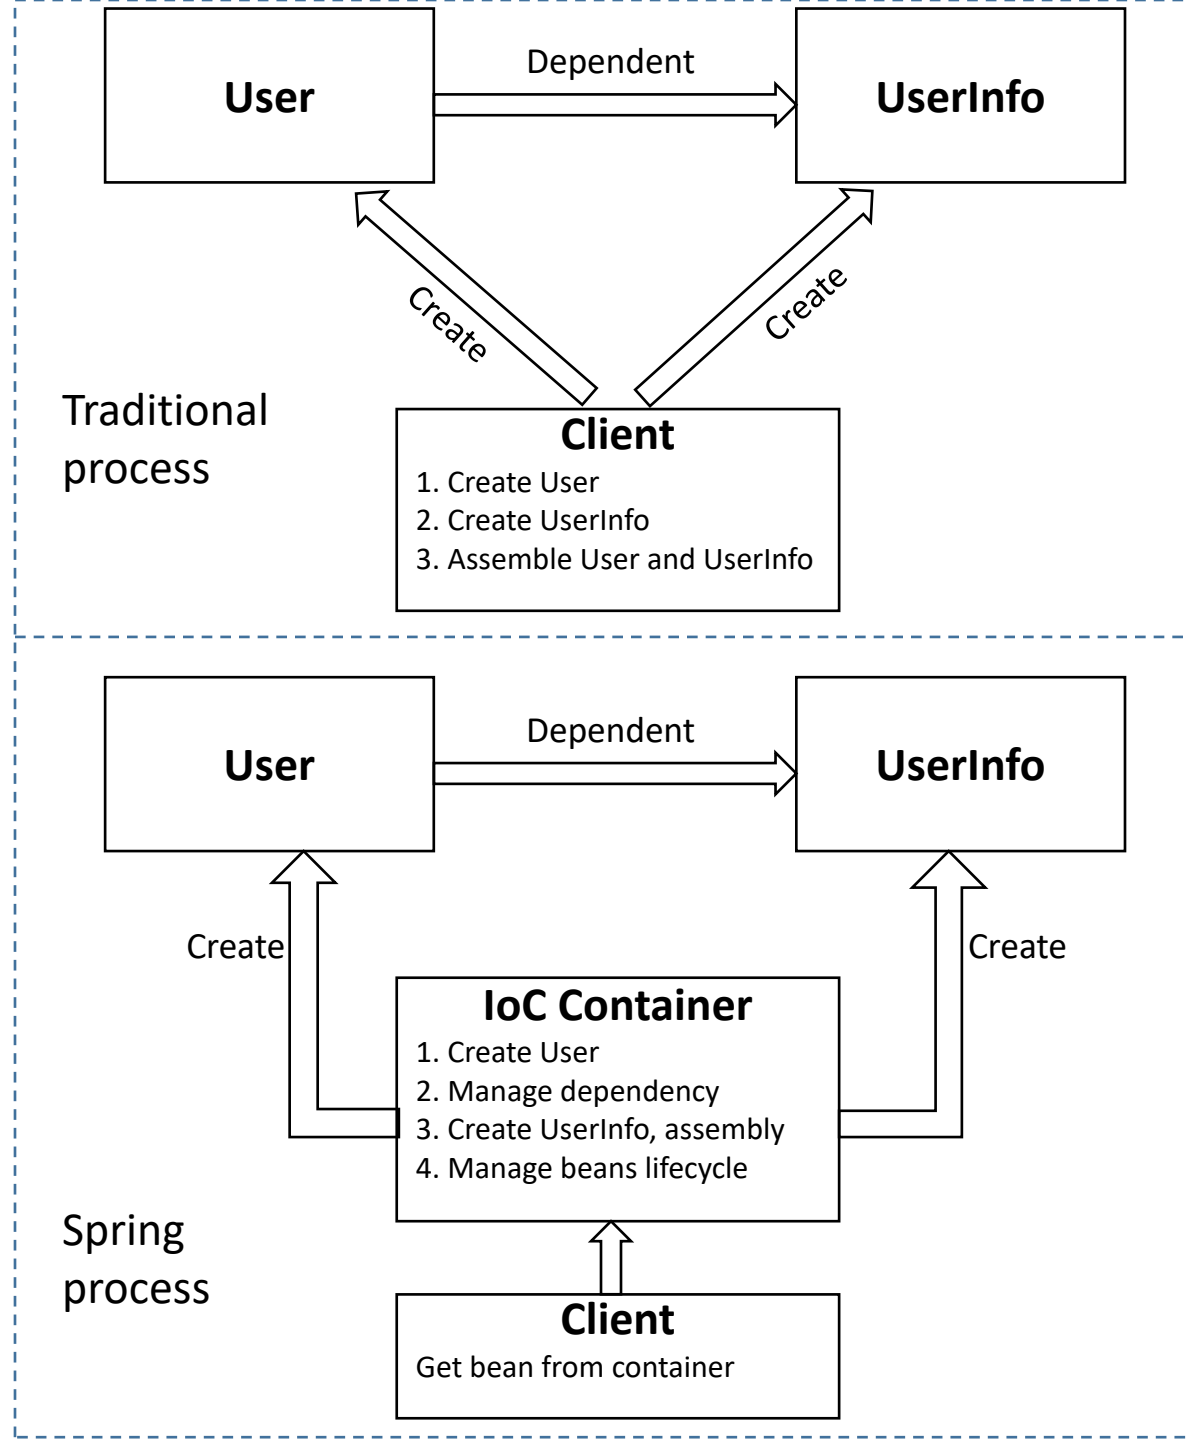 Dependent
User
UserInfo
Create
Create
Traditional
process
Client
1. Create User
2. Create UserInfo
3. Assemble User and UserInfo
Dependent
User
UserInfo
Create
Create
IoC Container
1. Create User
2. Manage dependency
3. Create UserInfo, assembly
4. Manage beans lifecycle
Spring
process
Client
Get bean from container